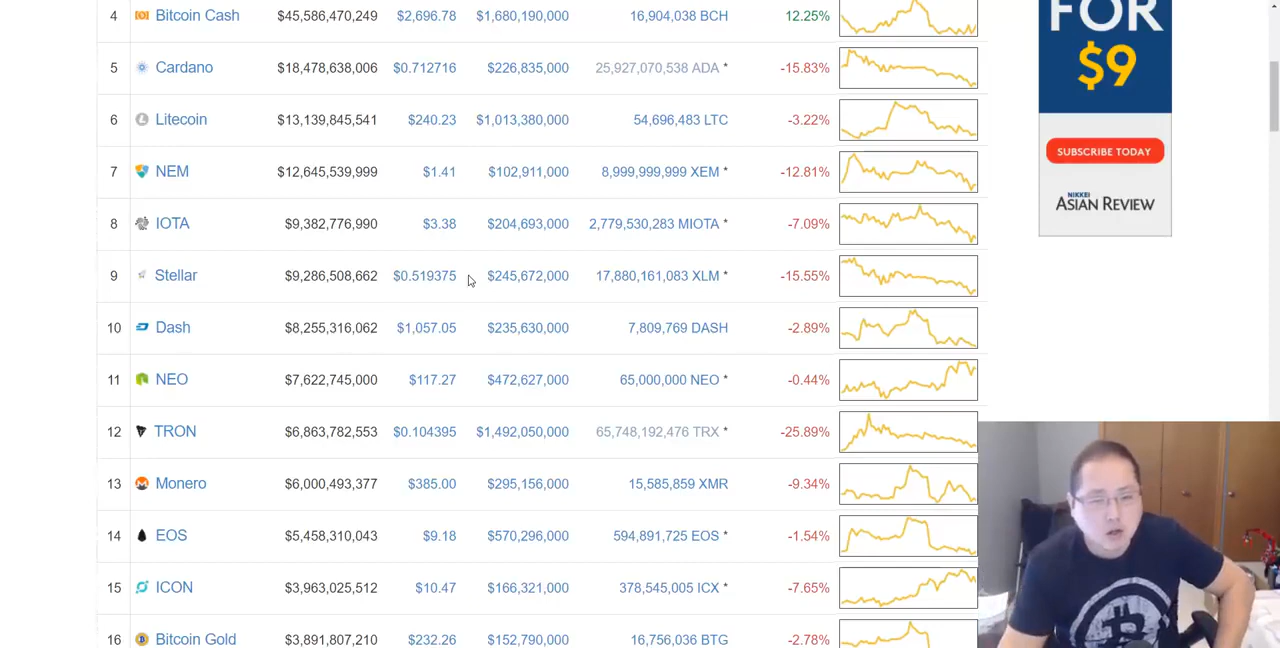 4 Bitcoin Cash $45,586,470,249 $2,696.78 $1,680,190,000 16,904,038 BCH 12.25%
5 Cardano $18,478,638,006 $0.712716 $226,835,000 25,927,070,538 ADA * -15.83%
6 Litecoin $13,139,845,541 $240.23 $1,013,380,000 54,696,483 LTC -3.22%
7 NEM $12,645,539,999 $1.41 $102,911,000 8,999,999,999 XEM * -12.81%
8 IOTA $9,382,776,990 $3.38 $204,693,000 2,779,530,283 MIOTA * -7.09%
9 Stellar $9,286,508,662 $0.519375 $245,672,000 17,880,161,083 XLM * -15.55%
10 Dash $8,255,316,062 $1,057.05 $235,630,000 7,809,769 DASH -2.89%
11 NEO $7,622,745,000 $117.27 $472,627,000 65,000,000 NEO * -0.44%
12 TRON $6,863,782,553 $0.104395 $1,492,050,000 65,748,192,476 TRX * -25.89%
13 Monero $6,000,493,377 $385.00 $295,156,000 15,585,859 XMR -9.34%
14 EOS $5,458,310,043 $9.18 $570,296,000 594,891,725 EOS * -1.54%
15 ICON $3,963,025,512 $10.47 $166,321,000 378,545,005 ICX * -7.65%
16 Bitcoin Gold $3,891,807,210 $232.26 $152,790,000 16,756,036 BTG -2.78%
FOR
$9
SUBSCRIBE TODAY
NIKKEI
ASIAN REVIEW